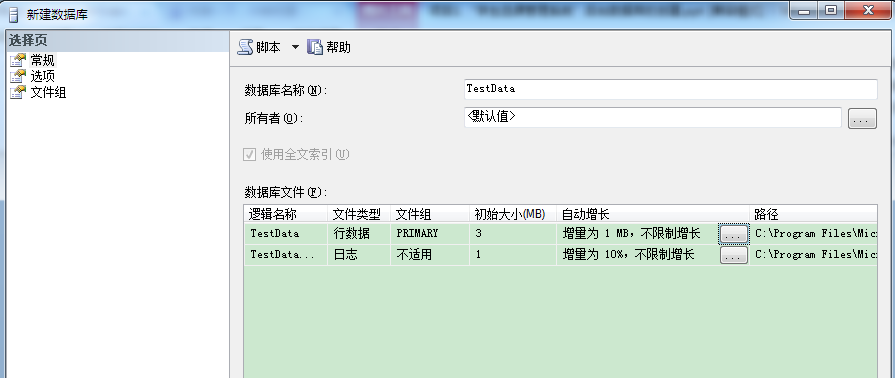 新建数据库
选择页
常规
选项
文件组
脚本 帮助
数据库名称(N): TestData
所有者(O): <默认值> ...
使用全文索引(U)
数据库文件(F):
逻辑名称 文件类型 文件组 初始大小(MB) 自动增长 路径
TestData 行数据 PRIMARY 3 增量为 1 MB，不限制增长 ... C:\Program Files\Mic
TestData... 日志 不适用 1 增量为 10%，不限制增长 ... C:\Program Files\Mic